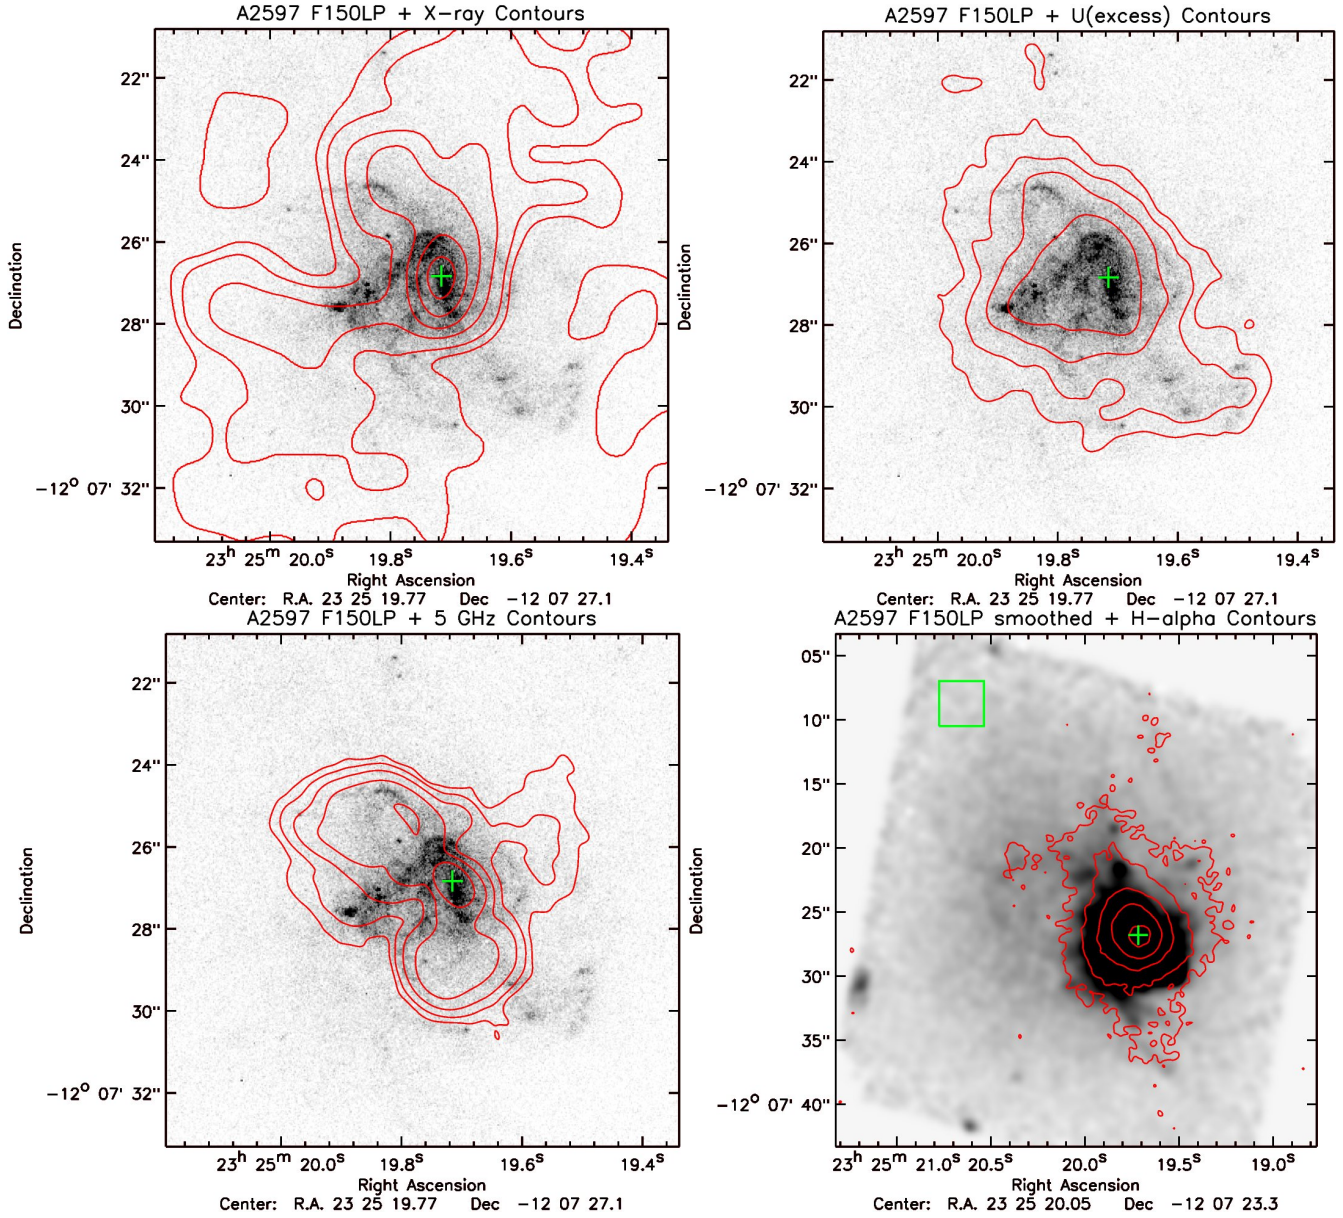 A2597 F150LP + X-ray Contours
22"
24"
26"
28"
30"
-12° 07' 32"
Declination
23h 25m 20.0s 19.8s 19.6s 19.4s
Right Ascension
Center: R.A. 23 25 19.77 Dec -12 07 27.1
A2597 F150LP + U(excess) Contours
22"
24"
26"
28"
30"
-12° 07' 32"
Declination
23h 25m 20.0s 19.8s 19.6s 19.4s
Right Ascension
Center: R.A. 23 25 19.77 Dec -12 07 27.1
A2597 F150LP + 5 GHz Contours
22"
24"
26"
28"
30"
-12° 07' 32"
Declination
23h 25m 20.0s 19.8s 19.6s 19.4s
Right Ascension
Center: R.A. 23 25 19.77 Dec -12 07 27.1
A2597 F150LP smoothed + H-alpha Contours
05"
10"
15"
20"
25"
30"
35"
-12° 07' 40"
Declination
23h 25m 21.0s 20.5s 20.0s 19.5s 19.0s
Right Ascension
Center: R.A. 23 25 20.05 Dec -12 07 23.3